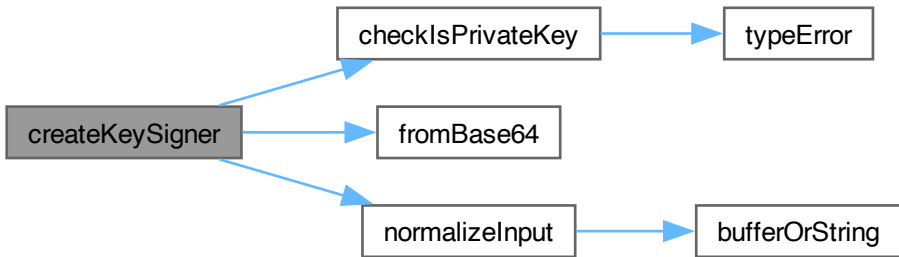 checkIsPrivateKey
typeError
createKeySigner
fromBase64
normalizeInput
bufferOrString